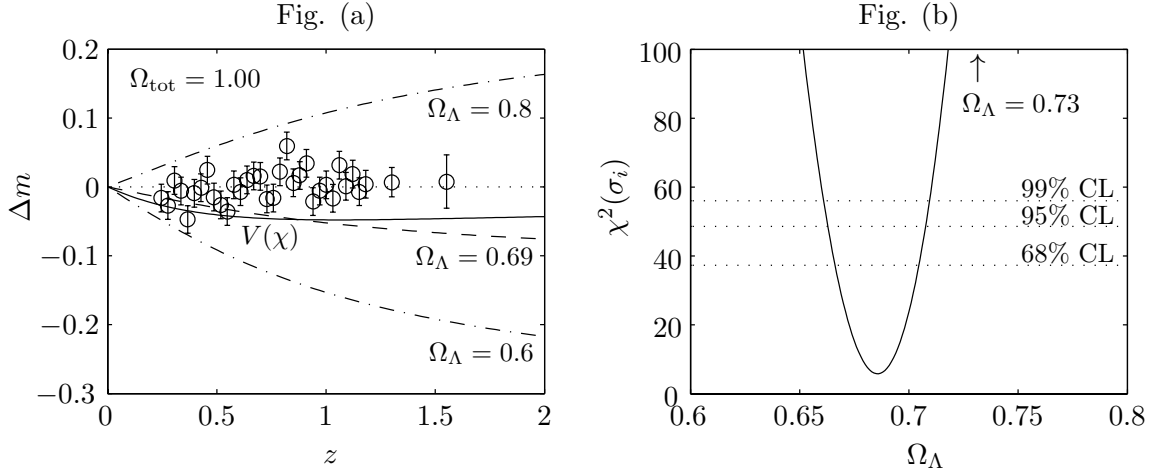 Fig. (a)
0.2
0.1
0
−0.1
−0.2
−0.3
Δm
Ω_tot = 1.00
Ω_Λ = 0.8
V(χ)
Ω_Λ = 0.69
Ω_Λ = 0.6
0
0.5
1
1.5
2
z
Fig. (b)
100
80
60
40
20
0
χ²(σ_i)
↑
Ω_Λ = 0.73
99% CL
95% CL
68% CL
0.6
0.65
0.7
0.75
0.8
Ω_Λ